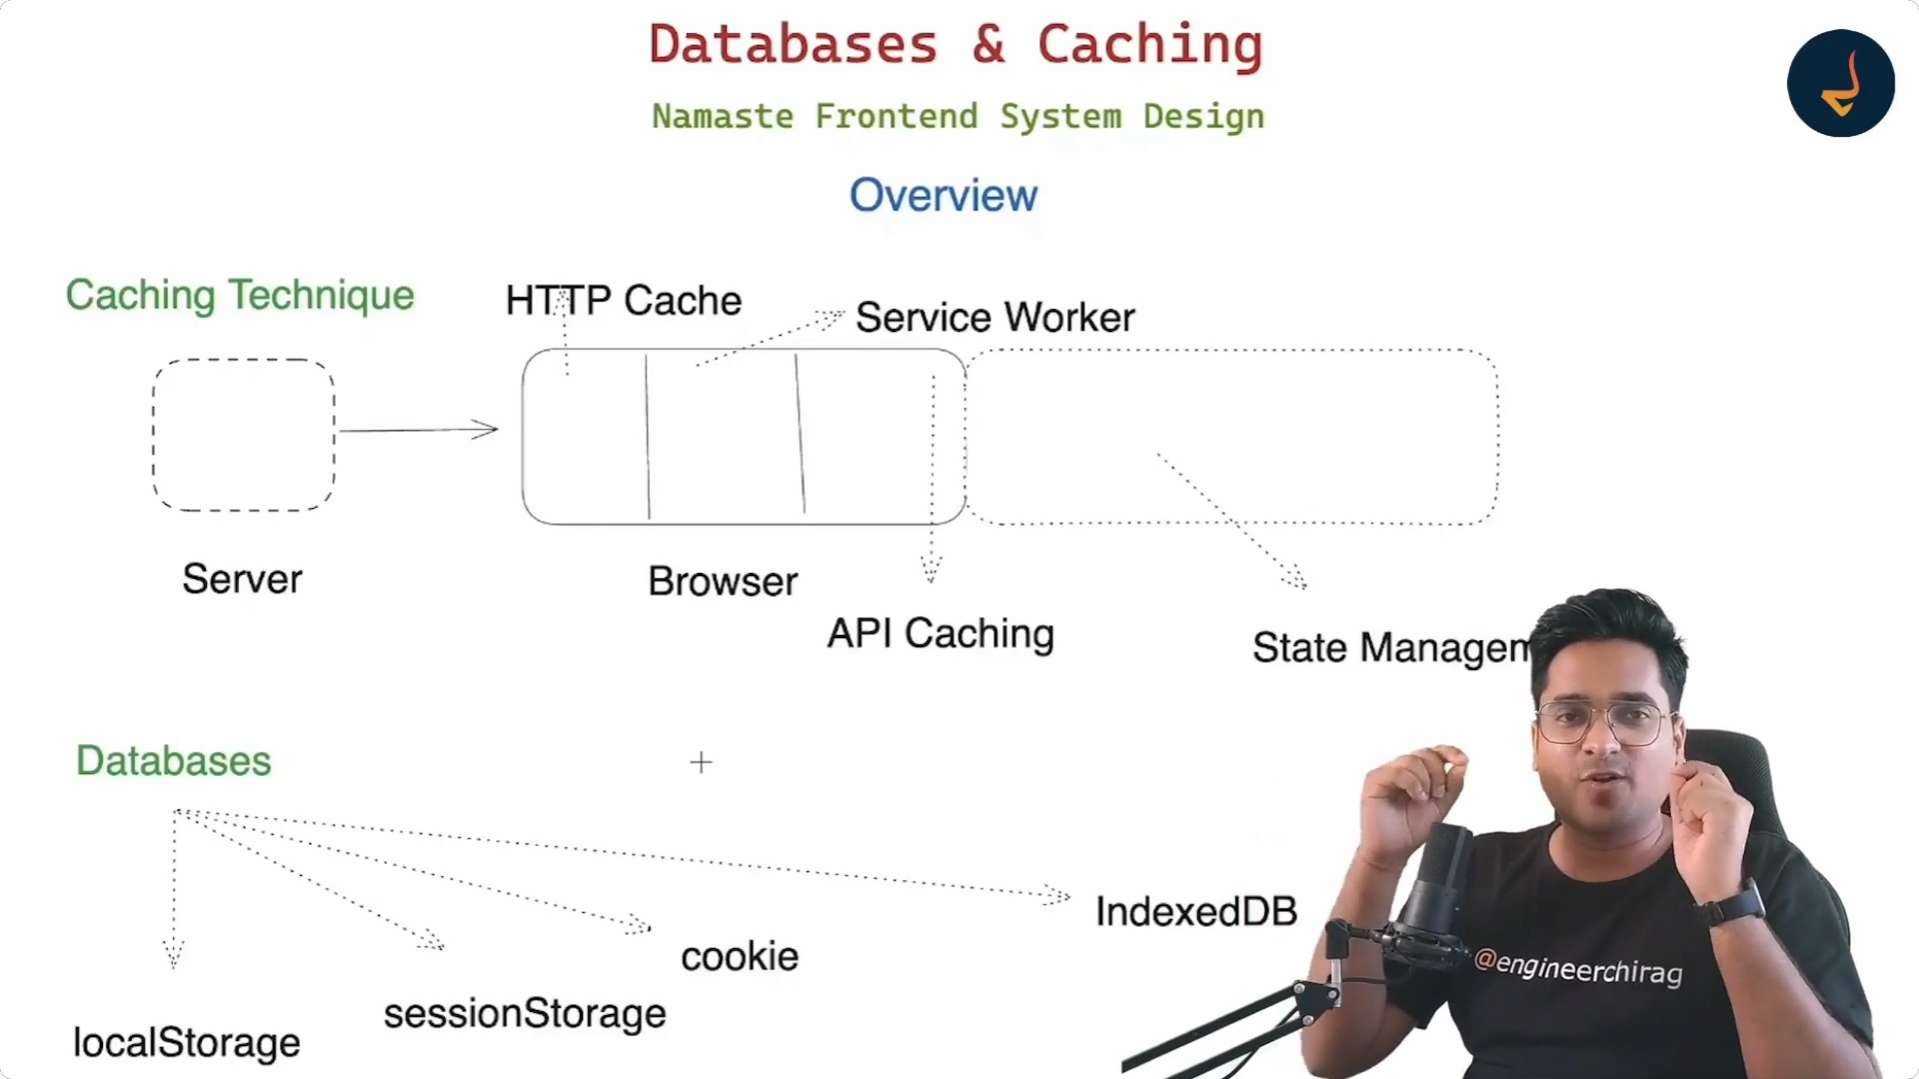 Databases & Caching
Namaste Frontend System Design
Overview
Caching Technique
HTTP Cache
Service Worker
Server
Browser
API Caching
State Managem
Databases
IndexedDB
cookie
sessionStorage
localStorage
@engineerchirag